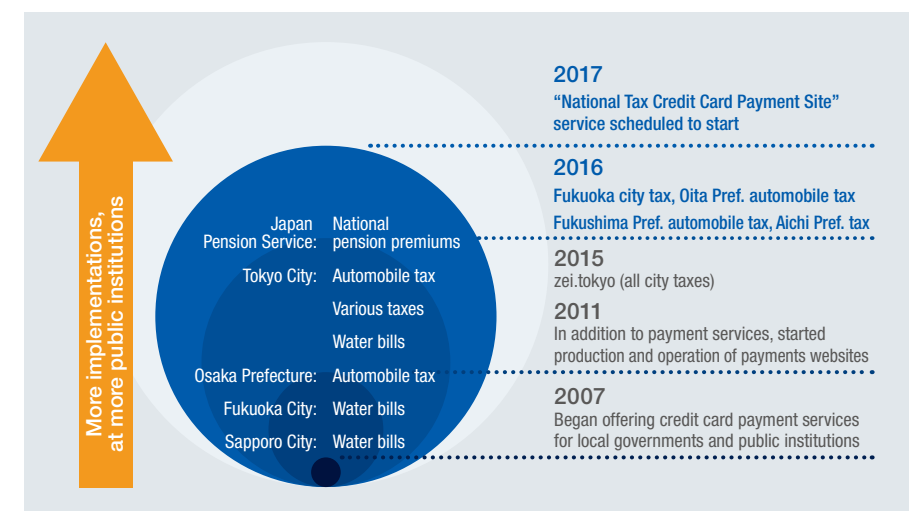 More implementations,
at more public institutions
Japan
Pension Service:
National
pension premiums
Tokyo City:
Automobile tax
Various taxes
Water bills
Osaka Prefecture:
Automobile tax
Fukuoka City:
Water bills
Sapporo City:
Water bills
2017
“National Tax Credit Card Payment Site”
service scheduled to start
2016
Fukuoka city tax, Oita Pref. automobile tax
Fukushima Pref. automobile tax, Aichi Pref. tax
2015
zei.tokyo (all city taxes)
2011
In addition to payment services, started
production and operation of payments websites
2007
Began offering credit card payment services
for local governments and public institutions